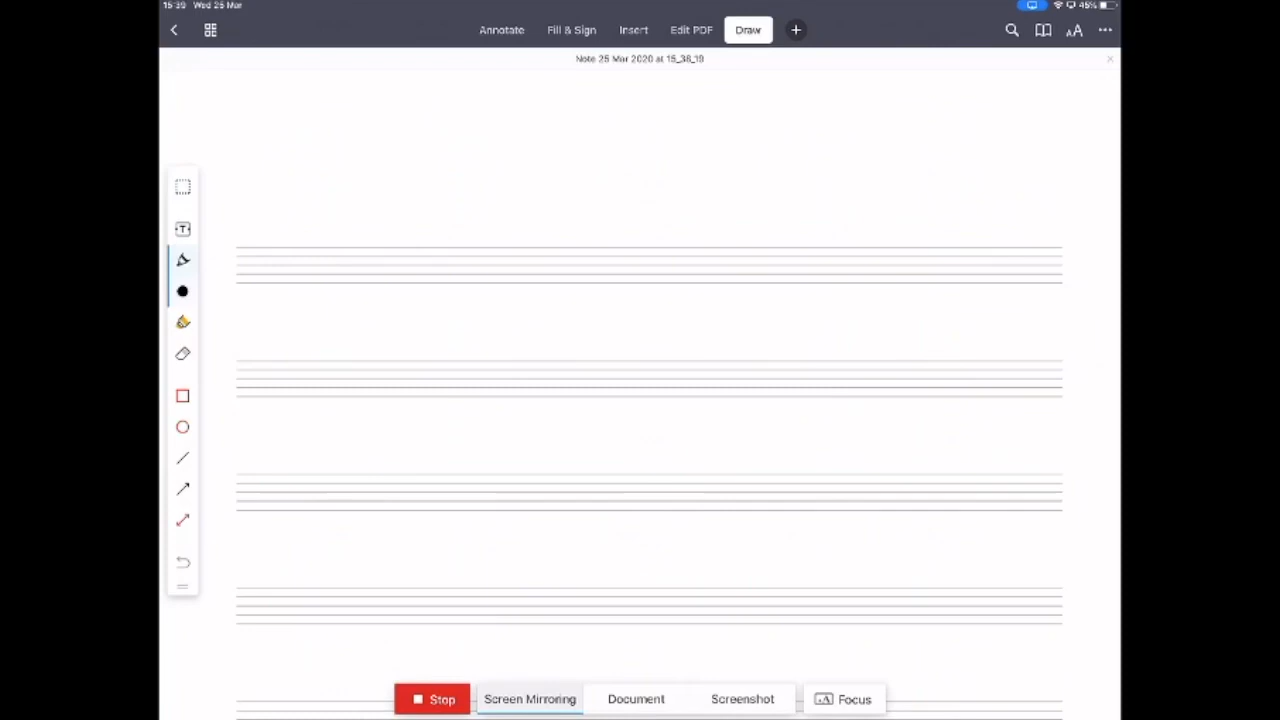 15:39 Wed 25 Mar 45%
Annotate Fill & Sign Insert Edit PDF Draw
Note 25 Mar 2020 at 15_38_19
Stop Screen Mirroring Document Screenshot Focus